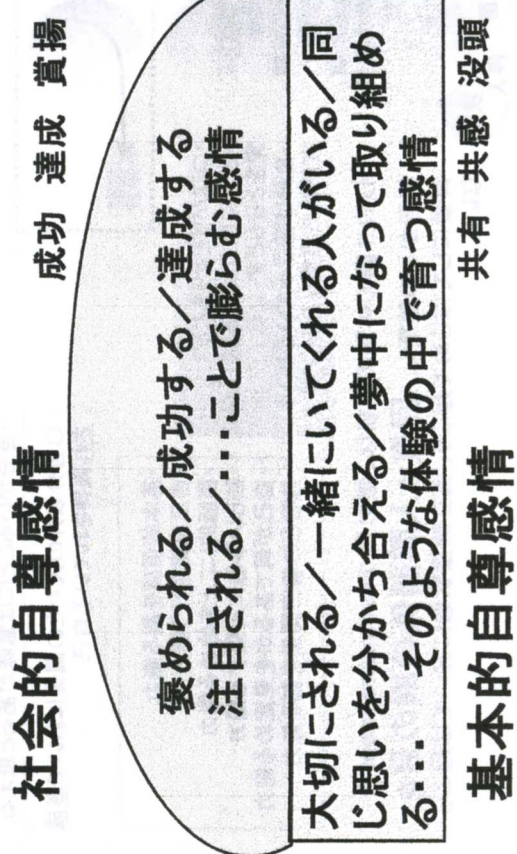 社会的自尊感情
成功 達成 賞揚
褒められる／成功する／達成する
注目される／･･･ことで膨らむ感情
大切にされる／一緒にいてくれる人がいる／同
じ思いを分かち合える／夢中になって取り組め
る･･･ そのような体験の中で育つ感情
基本的自尊感情
共有 共感 没頭